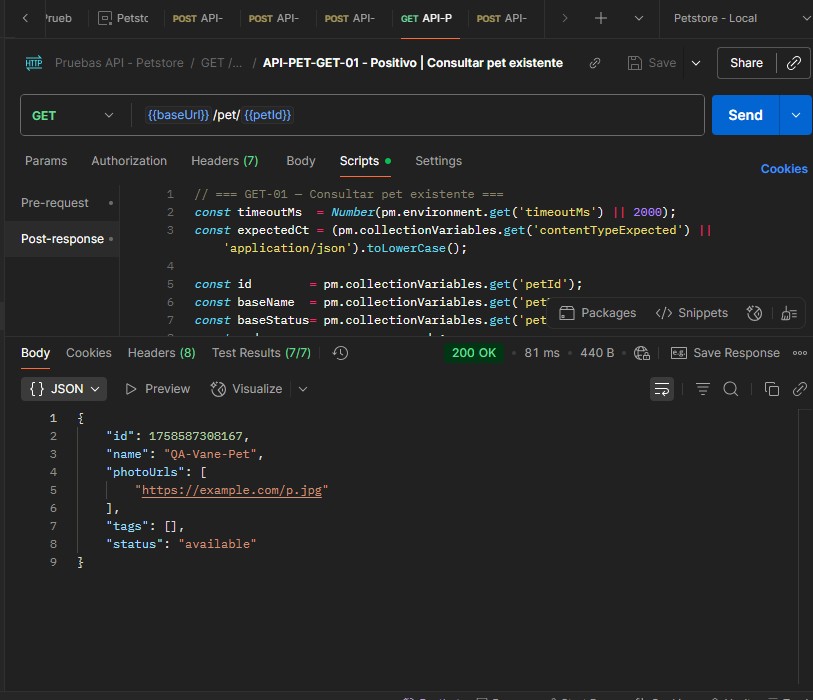 rueb Petstc POST API- POST API- POST API- GET API-P POST API- Petstore - Local
HTTP Pruebas API - Petstore / GET /... / API-PET-GET-01 - Positivo | Consultar pet existente Save Share
GET {{baseUrl}} /pet/ {{petId}} Send
Params Authorization Headers (7) Body Scripts Settings Cookies
Pre-request
Post-response
1 // === GET-01 — Consultar pet existente ===
2 const timeoutMs = Number(pm.environment.get('timeoutMs') || 2000);
3 const expectedCt = (pm.collectionVariables.get('contentTypeExpected') ||
'application/json').toLowerCase();
4
5 const id = pm.collectionVariables.get('petId');
6 const baseName = pm.collectionVariables.get('pet
7 const baseStatus= pm.collectionVariables.get('pet
Packages </> Snippets
Body Cookies Headers (8) Test Results (7/7) 200 OK • 81 ms • 440 B • e.g. Save Response
{} JSON Preview Visualize
1 {
2 "id": 1758587308167,
3 "name": "QA-Vane-Pet",
4 "photoUrls": [
5 "https://example.com/p.jpg"
6 ],
7 "tags": [],
8 "status": "available"
9 }